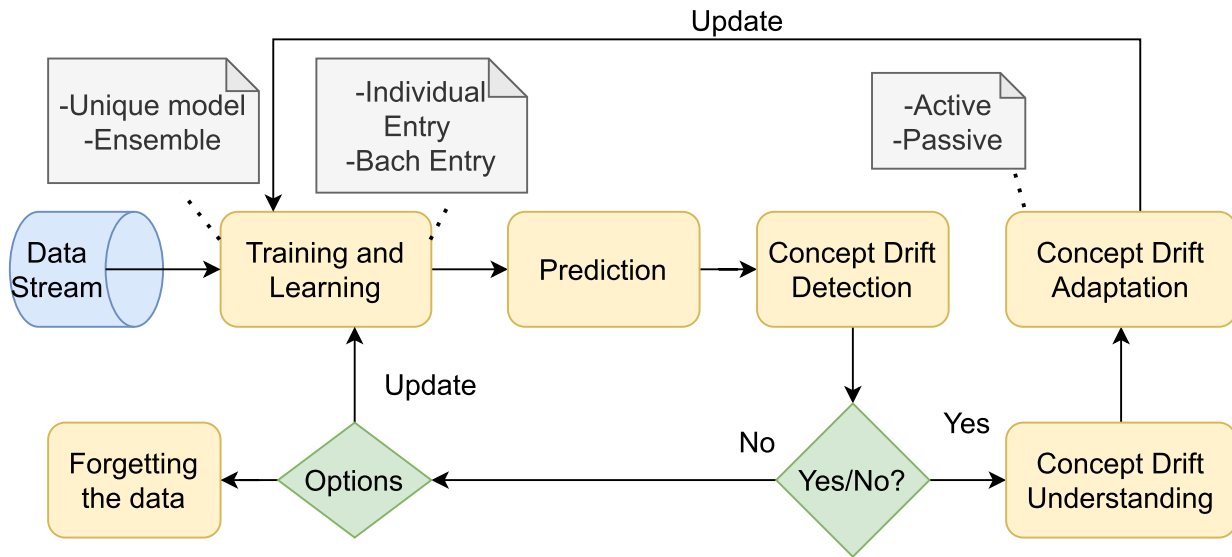 Update
-Unique model
-Ensemble
-Individual
Entry
-Bach Entry
-Active
-Passive
Data
Stream
Training and
Learning
Prediction
Concept Drift
Detection
Concept Drift
Adaptation
Update
No
Yes
Forgetting
the data
Options
Yes/No?
Concept Drift
Understanding